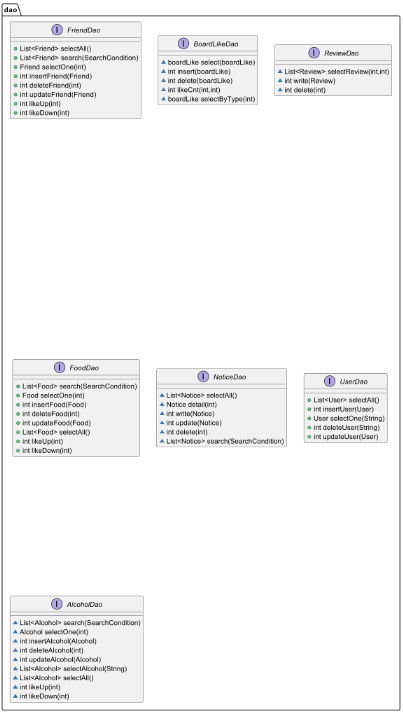 dao
I FriendDao
List<Friend> selectAll()
List<Friend> search(SearchCondition)
Friend selectOne(int)
int insertFriend(Friend)
int deleteFriend(int)
int updateFriend(Friend)
int likeUp(int)
int likeDown(int)
I BoardLikeDao
boardLike select(boardLike)
int insert(boardLike)
int delete(boardLike)
int likeCnt(int,int)
boardLike selectByType(int)
I ReviewDao
List<Review> selectReview(int,int)
int write(Review)
int delete(int)
I FoodDao
List<Food> search(SearchCondition)
Food selectOne(int)
int insertFood(Food)
int deleteFood(int)
int updateFood(Food)
List<Food> selectAll()
int likeUp(int)
int likeDown(int)
I NoticeDao
List<Notice> selectAll()
Notice detail(int)
int write(Notice)
int update(Notice)
int delete(int)
List<Notice> search(SearchCondition)
I UserDao
List<User> selectAll()
int insertUser(User)
User selectOne(String)
int deleteUser(String)
int updateUser(User)
I AlcoholDao
List<Alcohol> search(SearchCondition)
Alcohol selectOne(int)
int insertAlcohol(Alcohol)
int deleteAlcohol(int)
int updateAlcohol(Alcohol)
List<Alcohol> selectAlcohol(String)
List<Alcohol> selectAll()
int likeUp(int)
int likeDown(int)